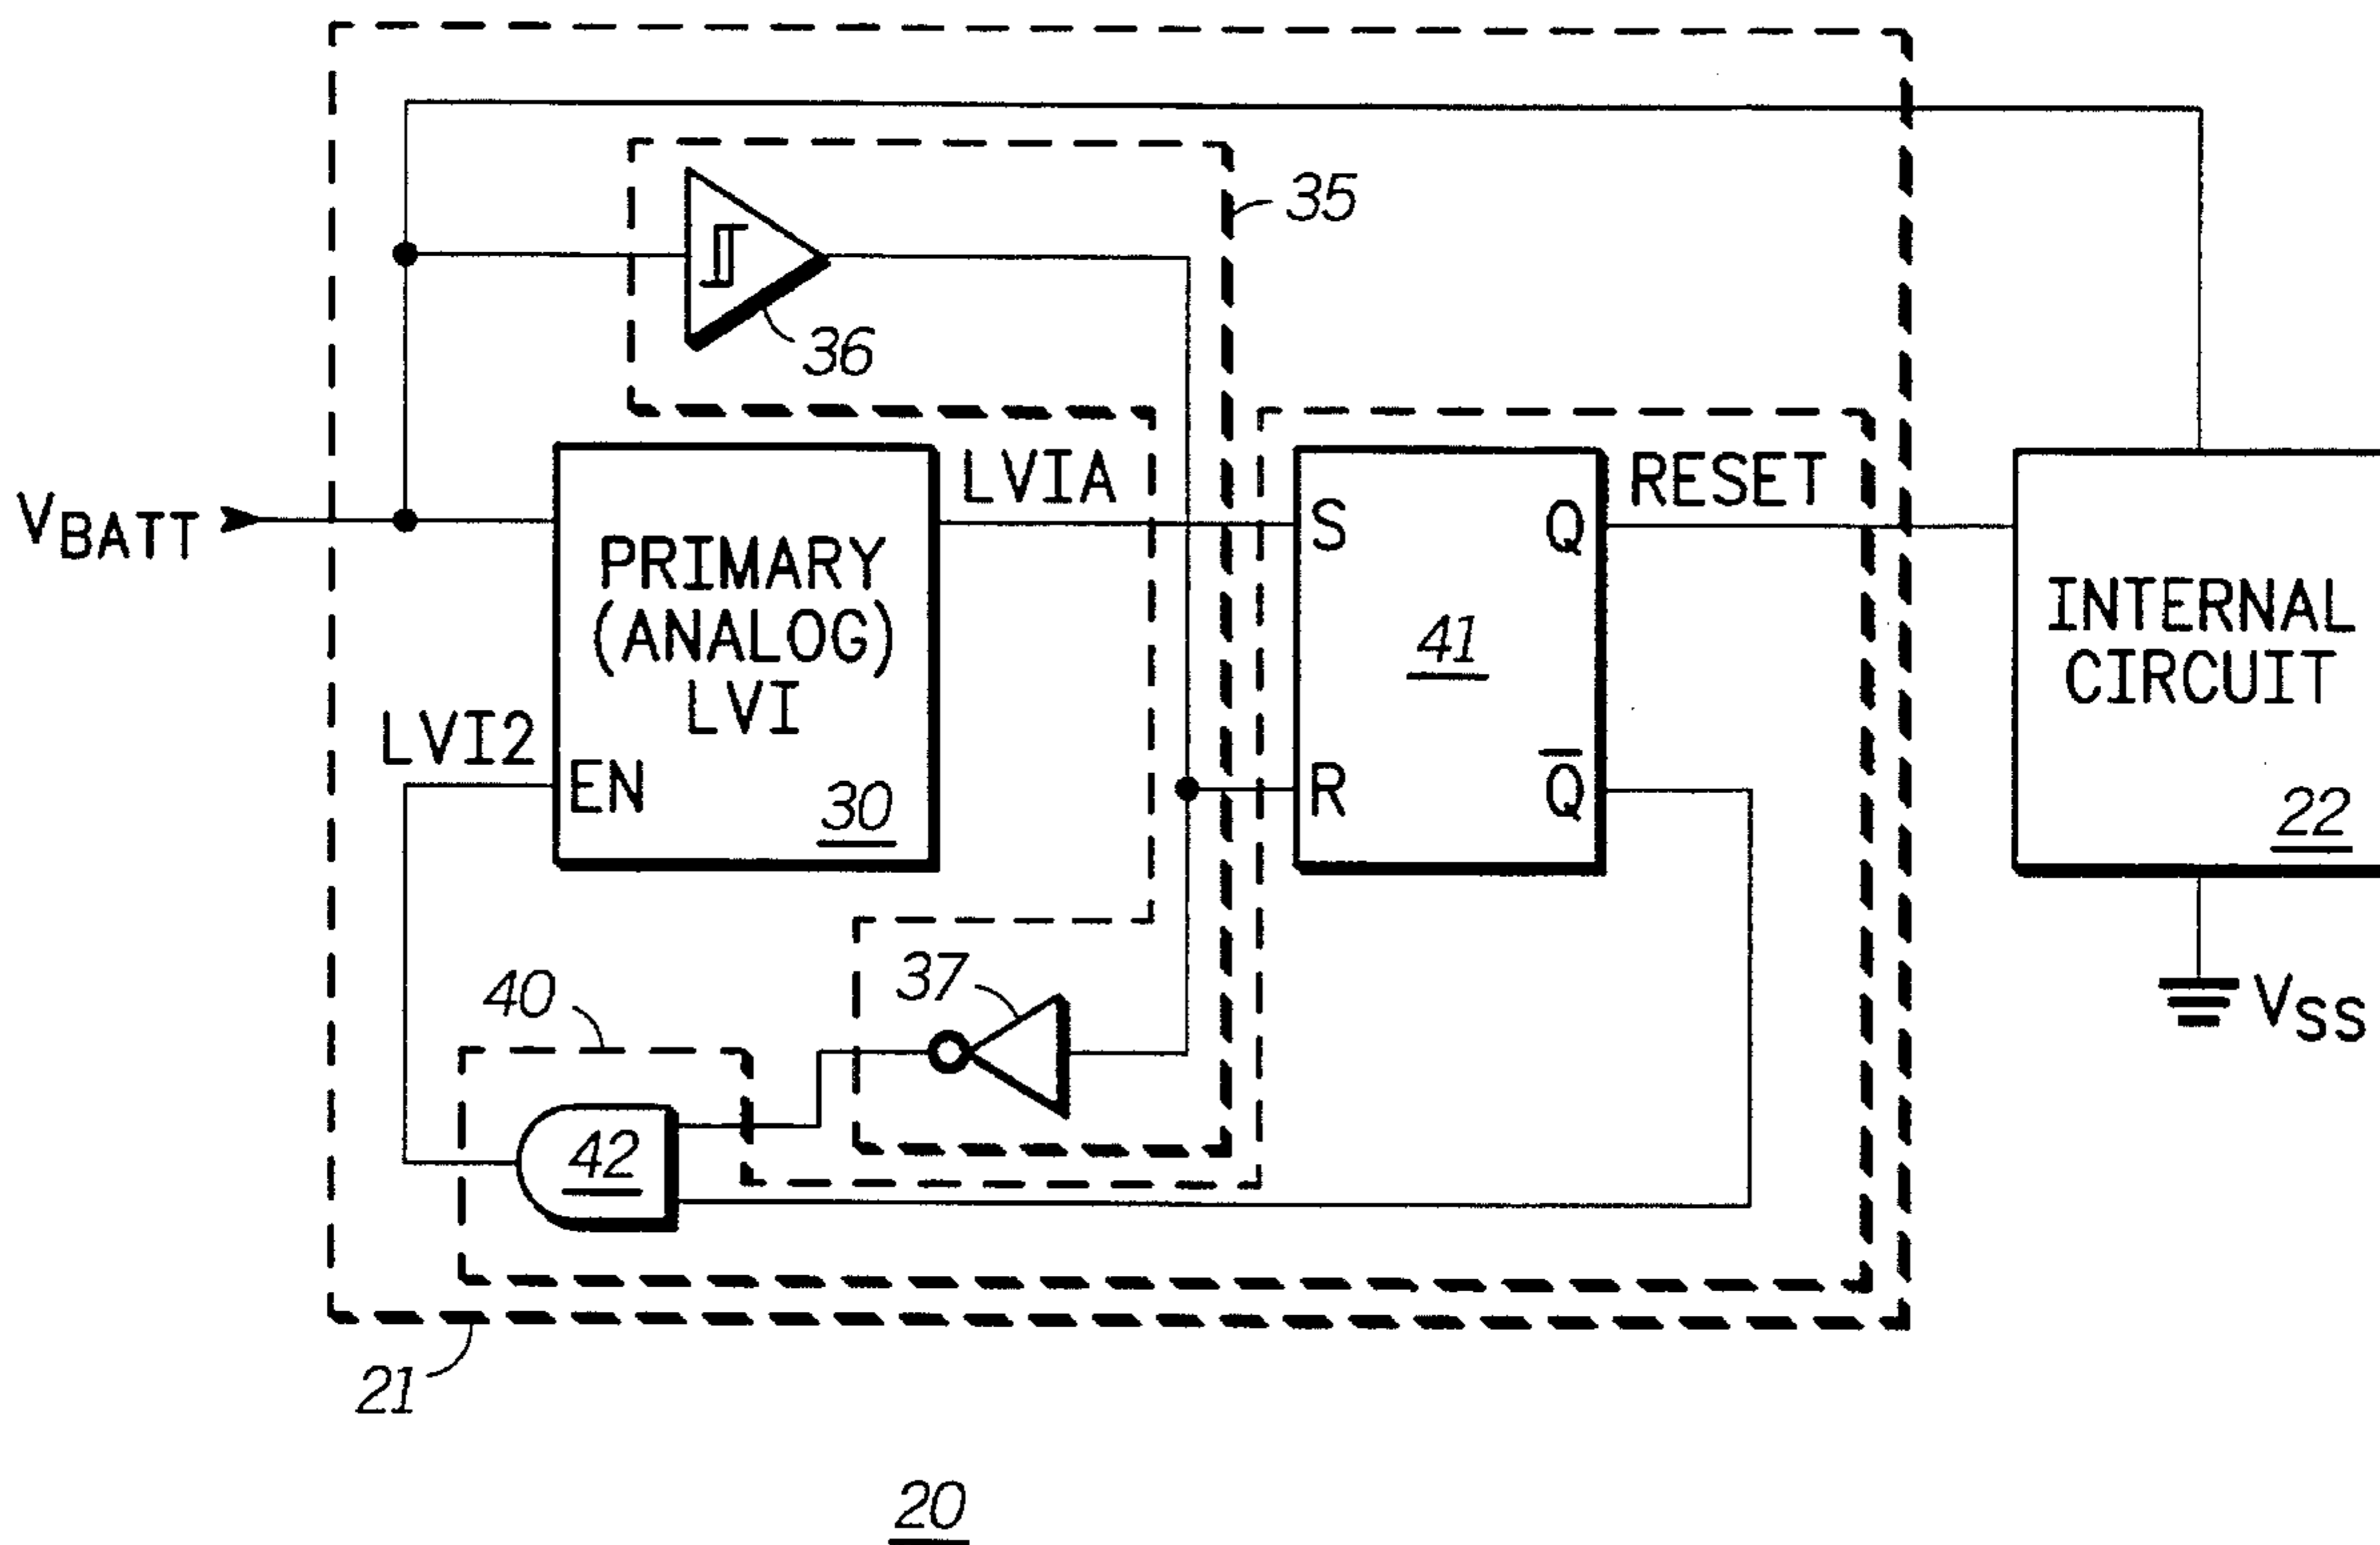 35
36
VBATT
LVIA
RESET
S
Q
PRIMARY
(ANALOG)
LVI
41
INTERNAL
CIRCUIT
LVI2
EN
30
R
Q̅
22
37
40
VSS
42
21
20